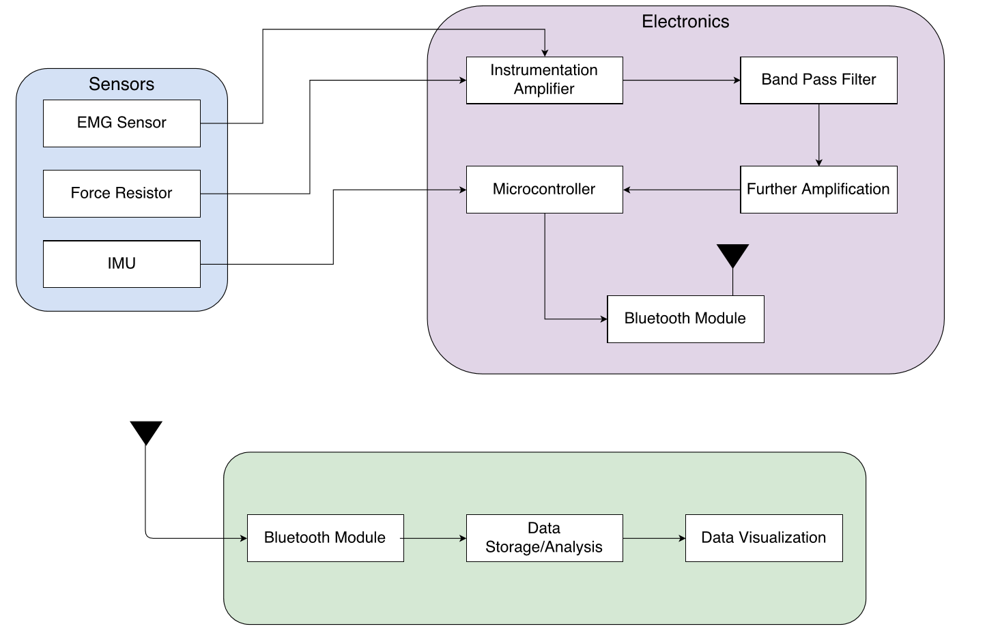 Electronics
Sensors
EMG Sensor
Force Resistor
IMU
Instrumentation
Amplifier
Band Pass Filter
Microcontroller
Further Amplification
Bluetooth Module
Bluetooth Module
Data
Storage/Analysis
Data Visualization